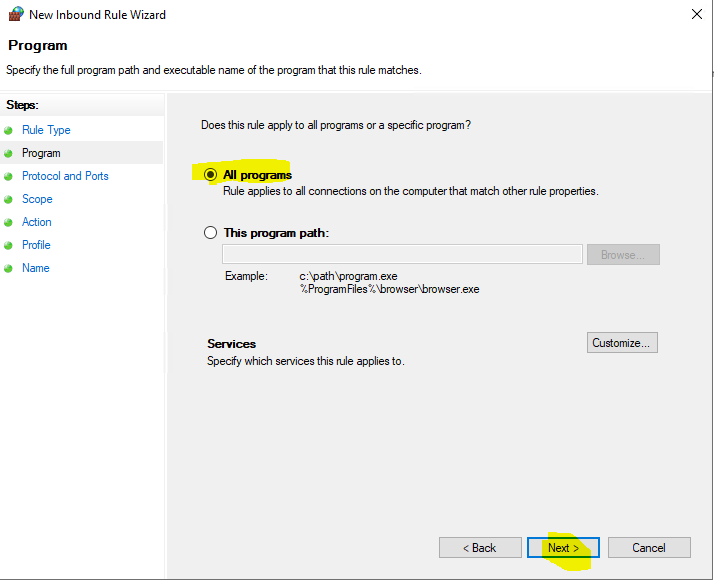 New Inbound Rule Wizard
Program
Specify the full program path and executable name of the program that this rule matches.
Steps:
Rule Type
Program
Protocol and Ports
Scope
Action
Profile
Name
Does this rule apply to all programs or a specific program?
All programs
Rule applies to all connections on the computer that match other rule properties.
This program path:
Browse...
Example:
c:\path\program.exe
%ProgramFiles%\browser\browser.exe
Services
Customize...
Specify which services this rule applies to.
< Back
Next >
Cancel